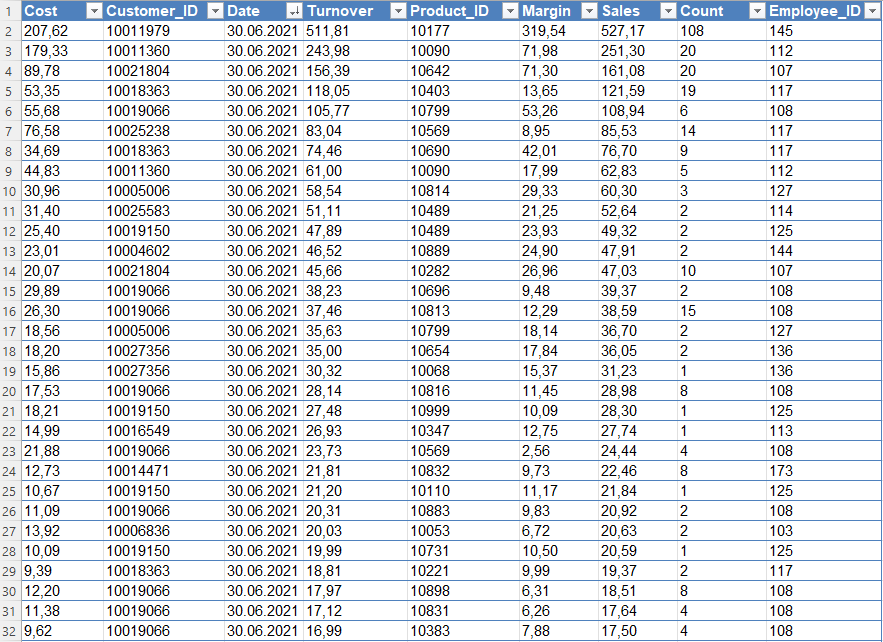 1 Cost Customer_ID Date Turnover Product_ID Margin Sales Count Employee_ID
2 207,62 10011979 30.06.2021 511,81 10177 319,54 527,17 108 145
3 179,33 10011360 30.06.2021 243,98 10090 71,98 251,30 20 112
4 89,78 10021804 30.06.2021 156,39 10642 71,30 161,08 20 107
5 53,35 10018363 30.06.2021 118,05 10403 13,65 121,59 19 117
6 55,68 10019066 30.06.2021 105,77 10799 53,26 108,94 6 108
7 76,58 10025238 30.06.2021 83,04 10569 8,95 85,53 14 117
8 34,69 10018363 30.06.2021 74,46 10690 42,01 76,70 9 117
9 44,83 10011360 30.06.2021 61,00 10090 17,99 62,83 5 112
10 30,96 10005006 30.06.2021 58,54 10814 29,33 60,30 3 127
11 31,40 10025583 30.06.2021 51,11 10489 21,25 52,64 2 114
12 25,40 10019150 30.06.2021 47,89 10489 23,93 49,32 2 125
13 23,01 10004602 30.06.2021 46,52 10889 24,90 47,91 2 144
14 20,07 10021804 30.06.2021 45,66 10282 26,96 47,03 10 107
15 29,89 10019066 30.06.2021 38,23 10696 9,48 39,37 2 108
16 26,30 10019066 30.06.2021 37,46 10813 12,29 38,59 15 108
17 18,56 10005006 30.06.2021 35,63 10799 18,14 36,70 2 127
18 18,20 10027356 30.06.2021 35,00 10654 17,84 36,05 2 136
19 15,86 10027356 30.06.2021 30,32 10068 15,37 31,23 1 136
20 17,53 10019066 30.06.2021 28,14 10816 11,45 28,98 8 108
21 18,21 10019150 30.06.2021 27,48 10999 10,09 28,30 1 125
22 14,99 10016549 30.06.2021 26,93 10347 12,75 27,74 1 113
23 21,88 10019066 30.06.2021 23,73 10569 2,56 24,44 4 108
24 12,73 10014471 30.06.2021 21,81 10832 9,73 22,46 8 173
25 10,67 10019150 30.06.2021 21,20 10110 11,17 21,84 1 125
26 11,09 10019066 30.06.2021 20,31 10883 9,83 20,92 2 108
27 13,92 10006836 30.06.2021 20,03 10053 6,72 20,63 2 103
28 10,09 10019150 30.06.2021 19,99 10731 10,50 20,59 1 125
29 9,39 10018363 30.06.2021 18,81 10221 9,99 19,37 2 117
30 12,20 10019066 30.06.2021 17,97 10898 6,31 18,51 8 108
31 11,38 10019066 30.06.2021 17,12 10831 6,26 17,64 4 108
32 9,62 10019066 30.06.2021 16,99 10383 7,88 17,50 4 108